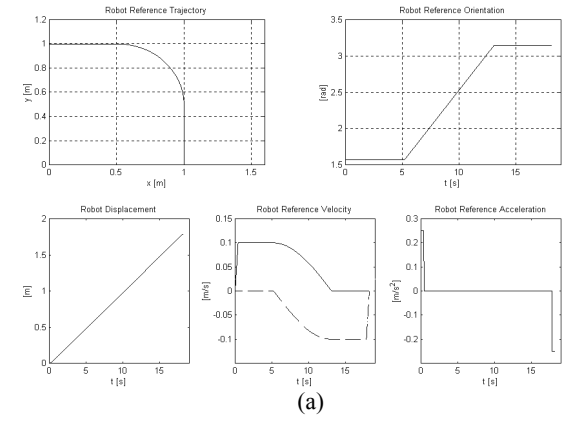 Robot Reference Trajectory
1.2
1
0.8
0.6
0.4
0.2
0
y [m]
0 0.5 1 1.5
x [m]
Robot Reference Orientation
3.5
3
2.5
2
1.5
[rad]
0 5 10 15
t [s]
Robot Displacement
2
1.5
1
0.5
0
[m]
0 5 10 15
t [s]
Robot Reference Velocity
0.15
0.1
0.05
0
-0.05
-0.1
[m/s]
0 5 10 15
t [s]
Robot Reference Acceleration
0.3
0.2
0.1
0
-0.1
-0.2
[m/s²]
0 5 10 15
t [s]
(a)